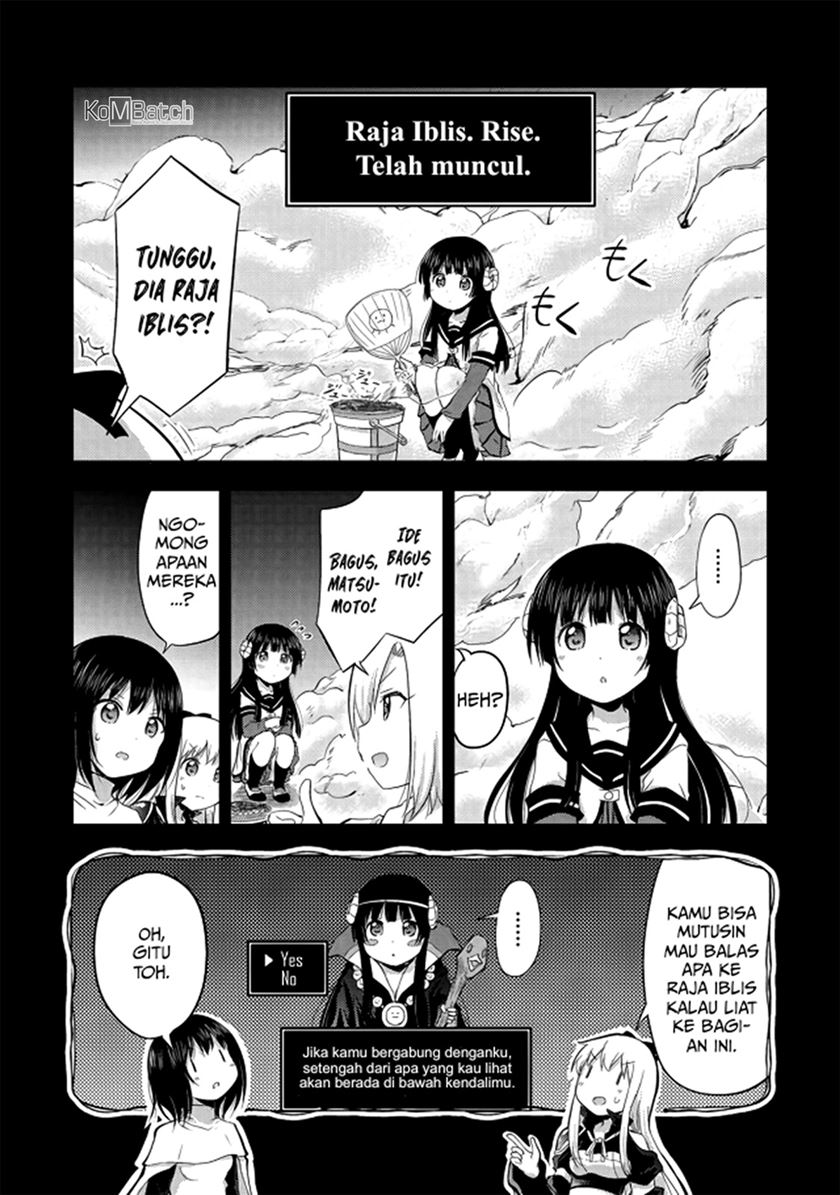 KoMBatch
Raja Iblis. Rise.
Telah muncul.
もく
もく
TUNGGU,
DIA RAJA
IBLIS?!
....
HEH?
IDE
BAGUS
ITU!
BAGUS,
MATSU-
MOTO!
NGO-
MONG
APAAN
MEREKA
...?
KAMU BISA
MUTUSIN
MAU BALAS
APA KE
RAJA IBLIS
KALAU LIAT
KE BAGI-
AN INI.
....
Yes
No
Jika kamu bergabung denganku,
setengah dari apa yang kau lihat
akan berada di bawah kendalimu.
OH,
GITU
TOH.